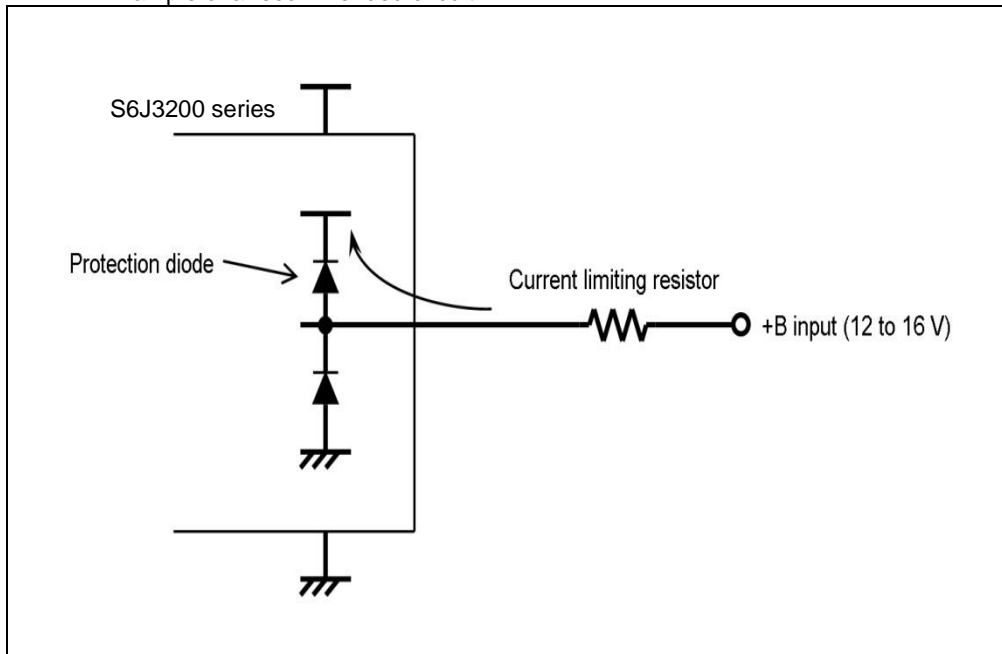 S6J3200 series
Protection diode
Current limiting resistor
+B input (12 to 16 V)